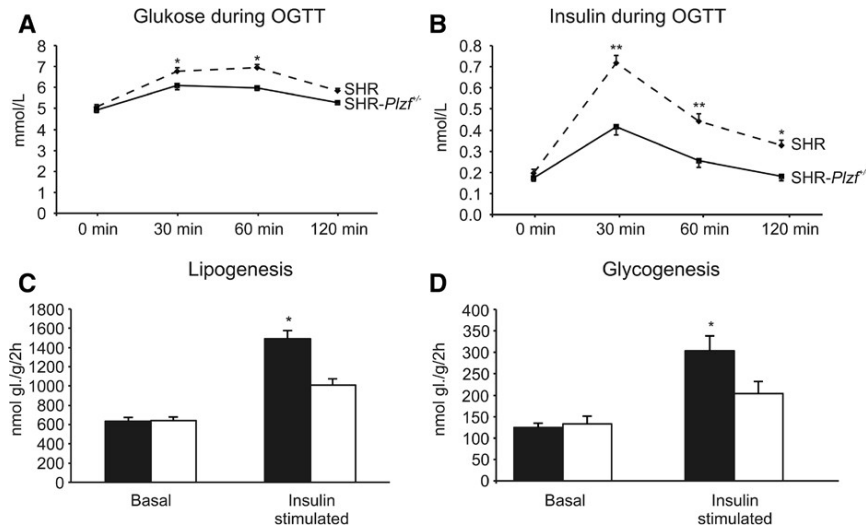 A
Glukose during OGTT
mmol/L
8
7
6
5
4
3
2
1
0
*
*
SHR
SHR-Plzf+/-
0 min 30 min 60 min 120 min
B
Insulin during OGTT
nmol/L
0.8
0.7
0.6
0.5
0.4
0.3
0.2
0.1
0.0
**
**
*
SHR
SHR-Plzf+/
0 min 30 min 60 min 120 min
C
Lipogenesis
nmol gl./g/2h
1800
1600
1400
1200
1000
800
600
400
200
0
*
Basal
Insulin
stimulated
D
Glycogenesis
nmol gl./g/2h
400
350
300
250
200
150
100
50
0
*
Basal
Insulin
stimulated